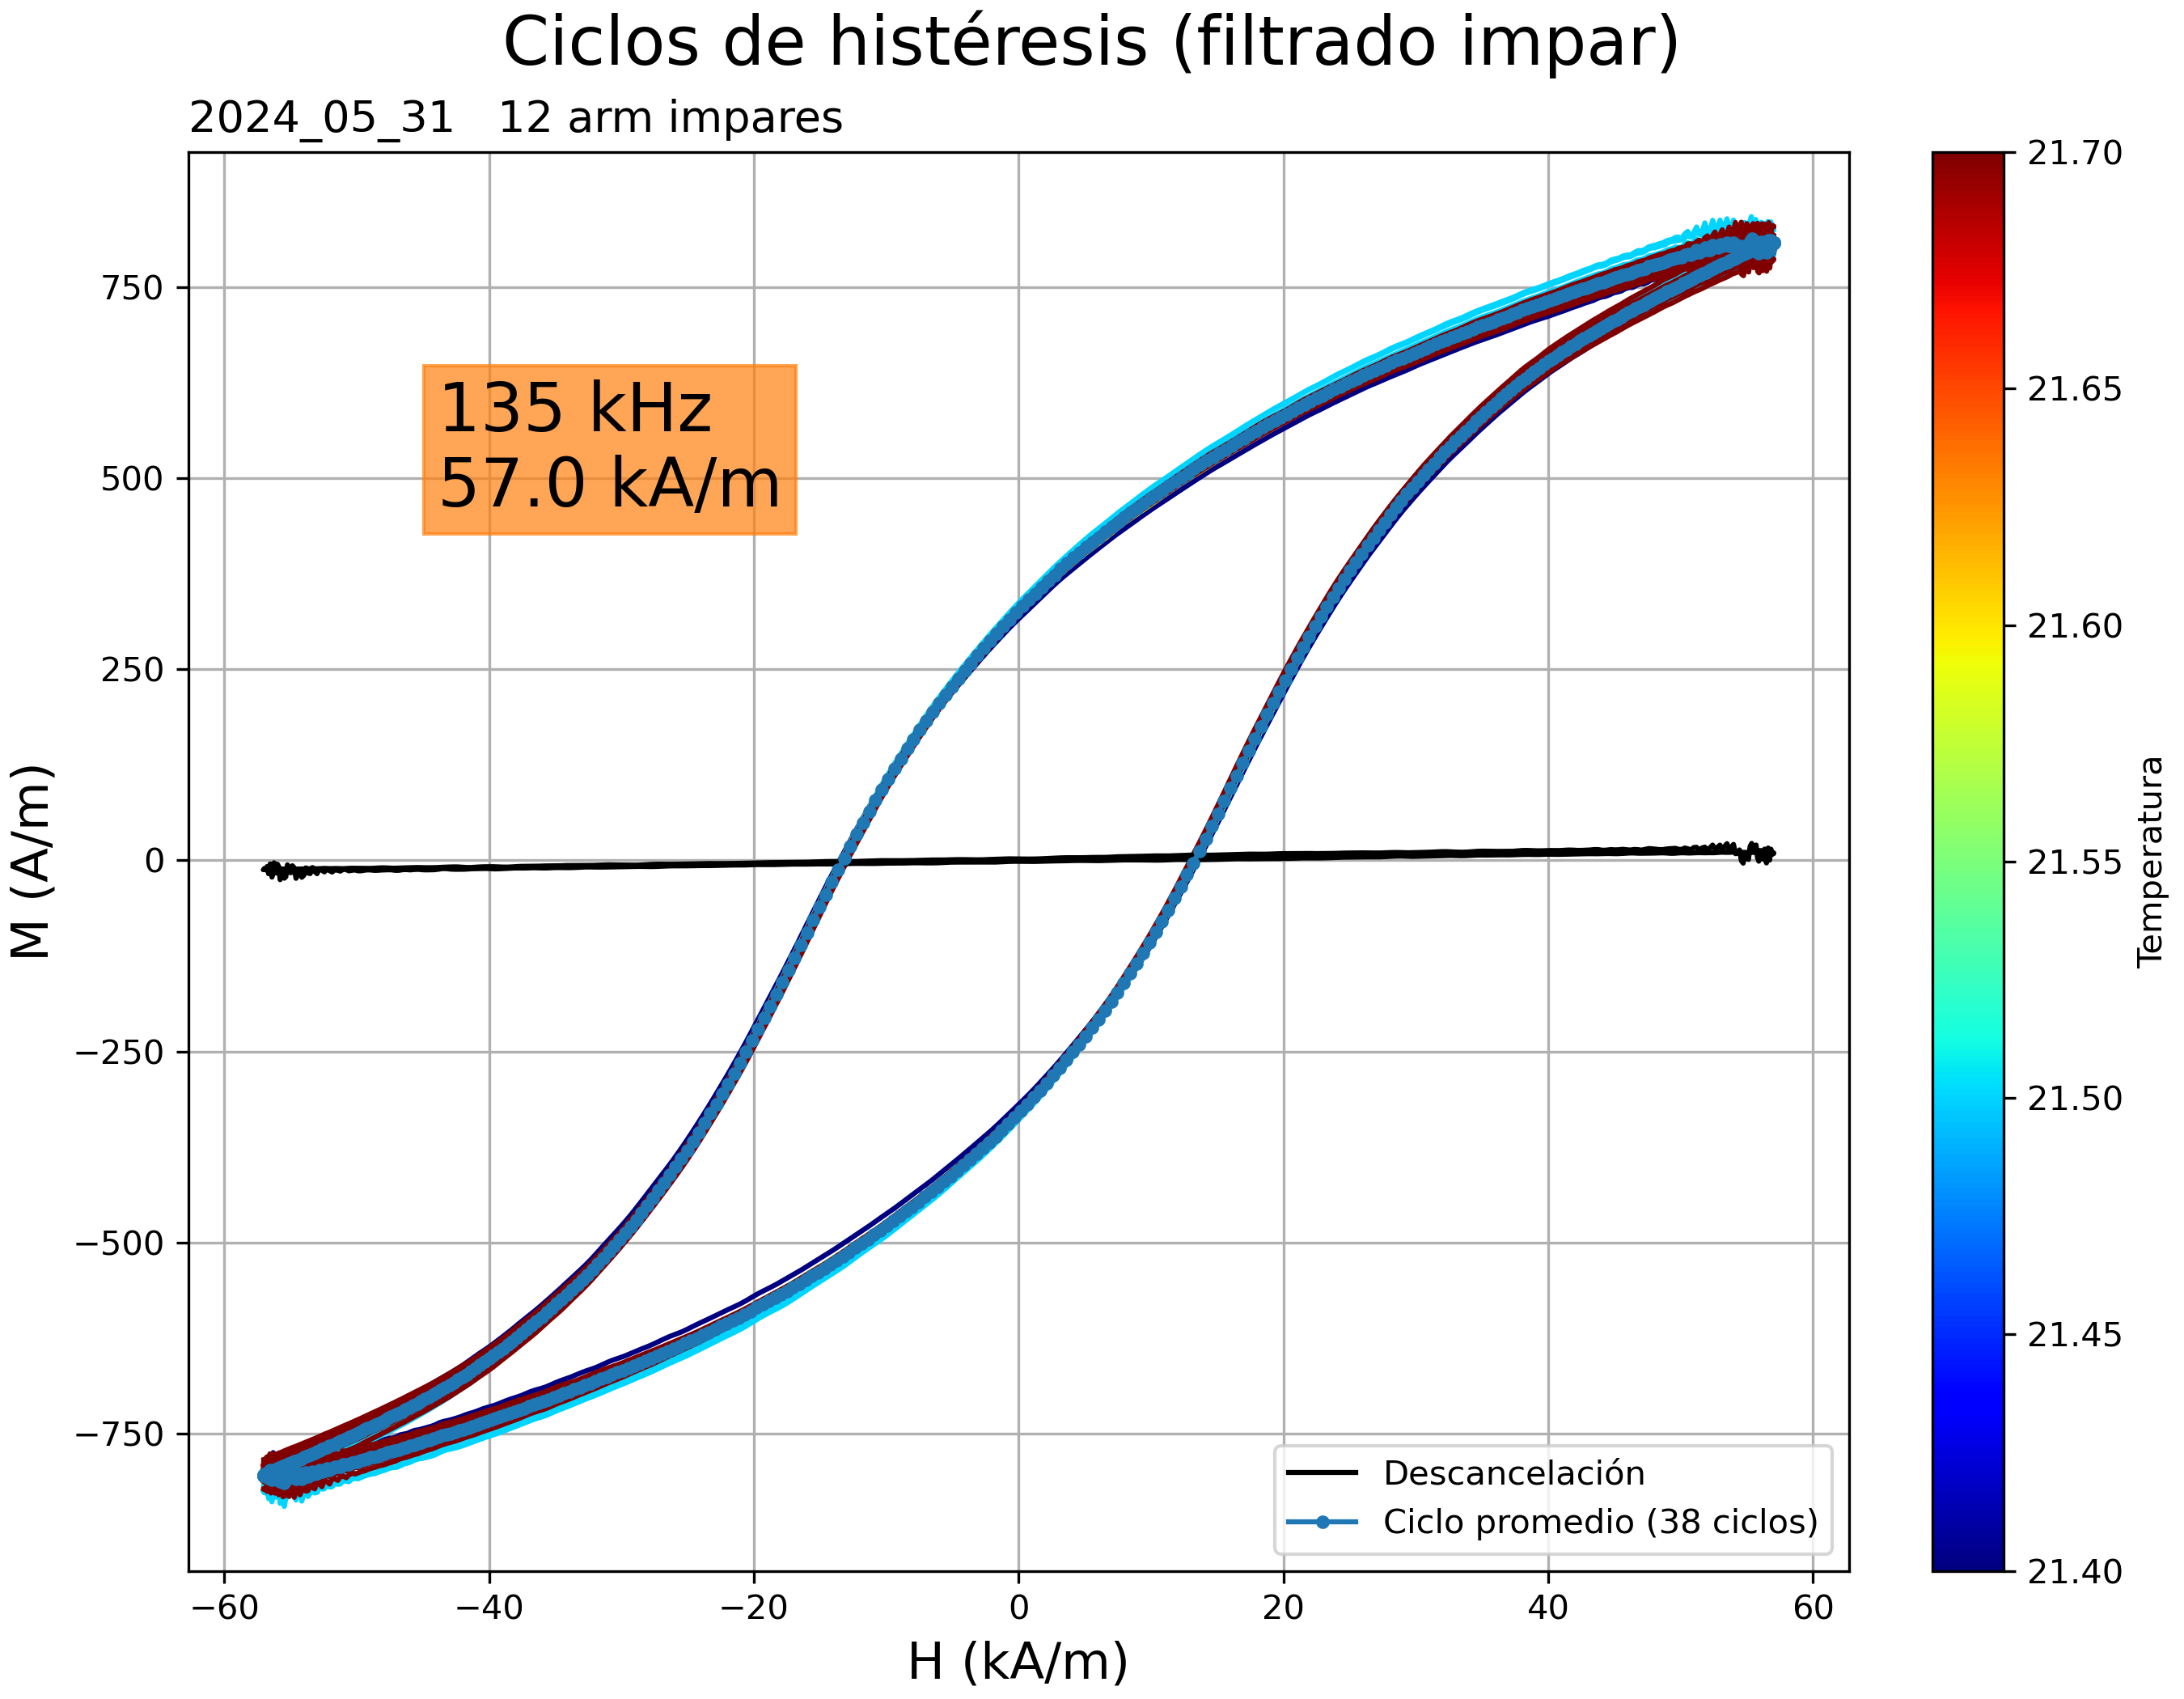 Ciclos de histéresis (filtrado impar)
2024_05_31   12 arm impares
135 kHz
57.0 kA/m
M (A/m)
750
500
250
0
−250
−500
−750
−60
−40
−20
0
20
40
60
H (kA/m)
Descancelación
Ciclo promedio (38 ciclos)
21.70
21.65
21.60
21.55
21.50
21.45
21.40
Temperatura